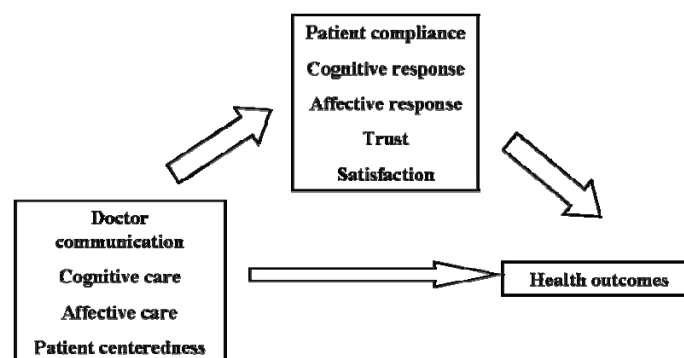 Patient compliance
Cognitive response
Affective response
Trust
Satisfaction
Doctor
communication
Cognitive care
Affective care
Patient centeredness
Health outcomes